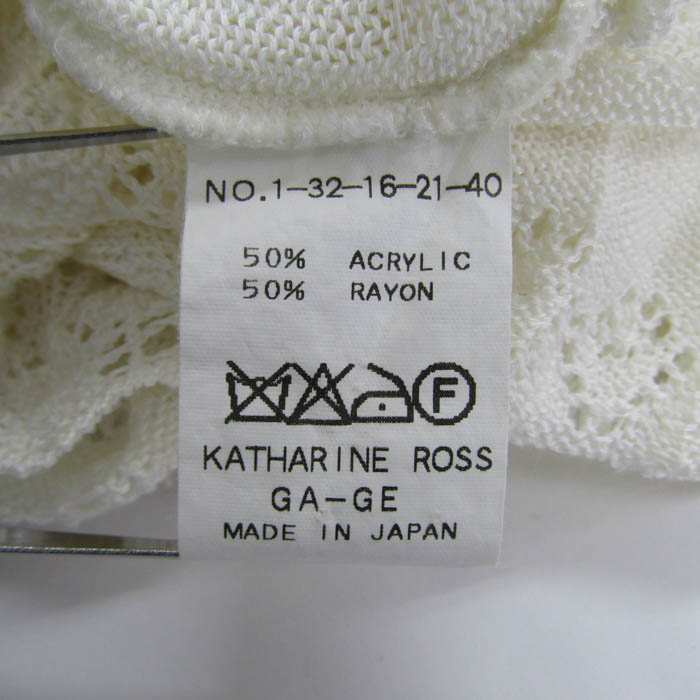 NO.1-32-16-21-40
50% ACRYLIC
50% RAYON
F
KATHARINE ROSS
GA-GE
MADE IN JAPAN